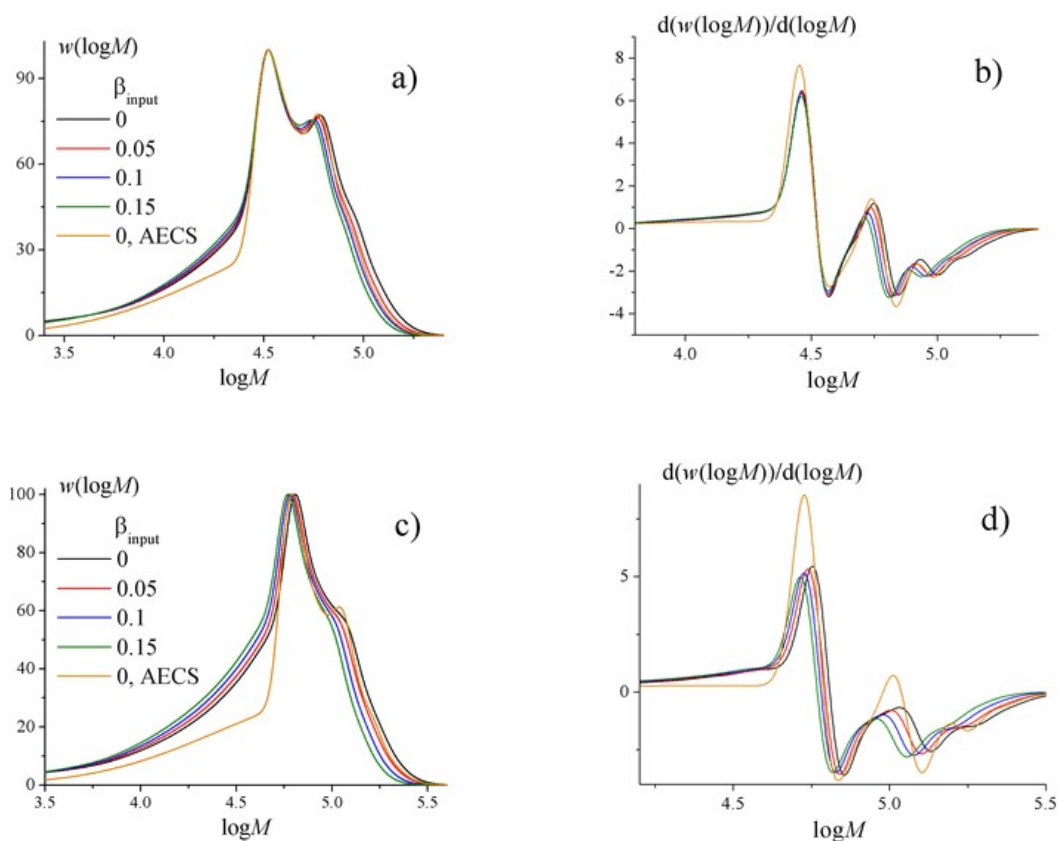 w(logM)
a)
β input
0
0.05
0.1
0.15
0, AECS
90
60
30
0
3.5 4.0 4.5 5.0
logM
d(w(logM))/d(logM)
b)
8
6
4
2
0
-2
-4
4.0 4.5 5.0
logM
w(logM)
c)
β input
0
0.05
0.1
0.15
0, AECS
100
80
60
40
20
0
3.5 4.0 4.5 5.0 5.5
logM
d(w(logM))/d(logM)
d)
5
0
4.5 5.0 5.5
logM